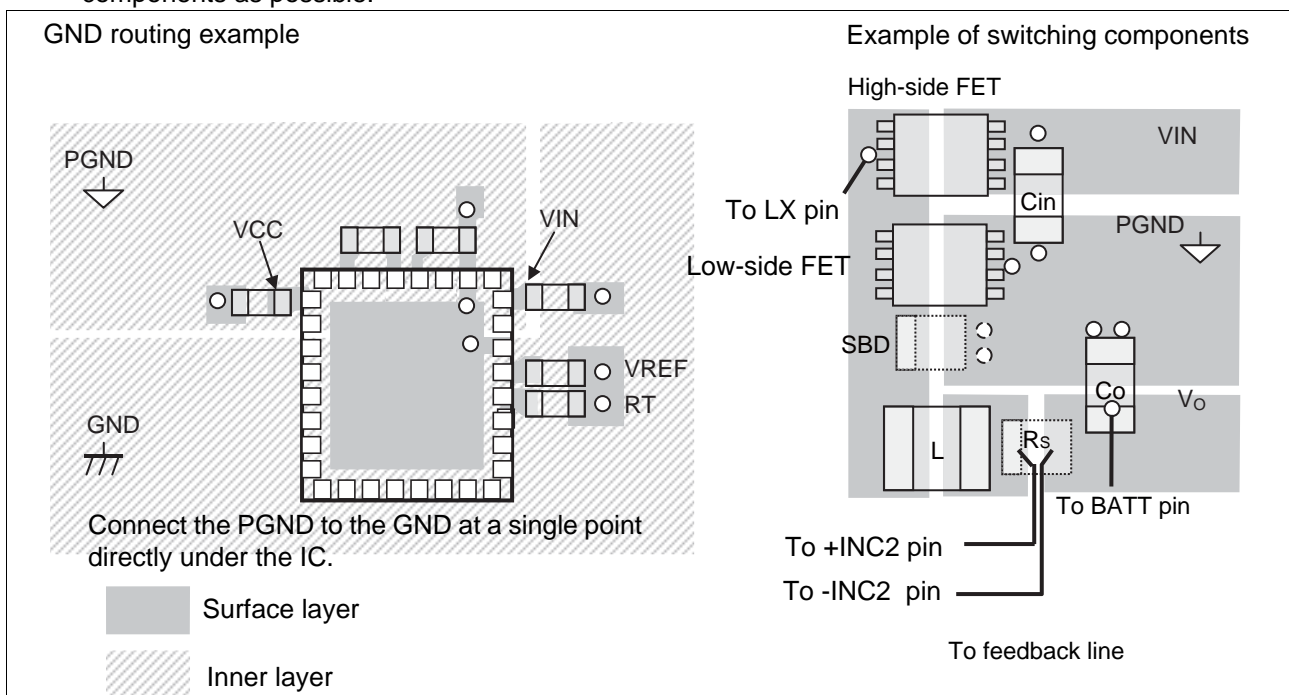 components as possible.
GND routing example
Example of switching components
High-side FET
PGND
VCC
VIN
VREF
RT
GND
Connect the PGND to the GND at a single point
directly under the IC.
Surface layer
Inner layer
VIN
Cin
To LX pin
PGND
Low-side FET
SBD
Co
VO
L
RS
To BATT pin
To +INC2 pin
To -INC2 pin
To feedback line